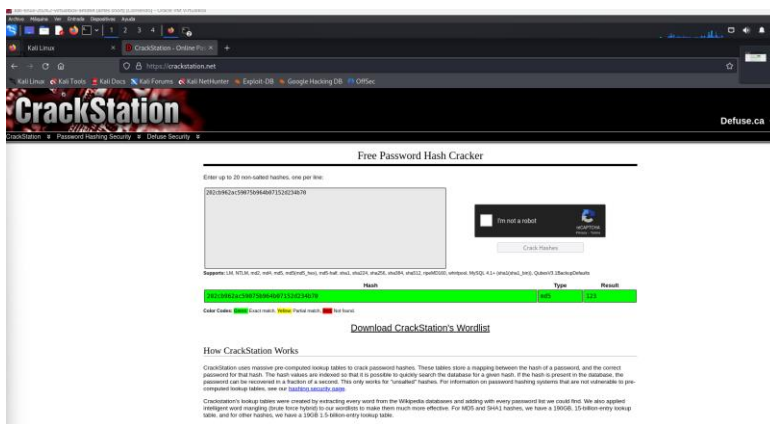 Archivo Máquina Ver Entrada Dispositivos Ayuda
1 2 3 4
Kali Linux
CrackStation - Online Pas
https://crackstation.net
Kali Linux Kali Tools Kali Docs Kali Forums Kali NetHunter Exploit-DB Google Hacking DB OffSec
CrackStation
Defuse.ca
CrackStation Password Hashing Security Defuse Security
Free Password Hash Cracker
Enter up to 20 non-salted hashes, one per line:
202cb962ac59075b964b07152d234b70
I'm not a robot
reCAPTCHA
Privacy - Terms
Crack Hashes
Supports: LM, NTLM, md2, md4, md5, md5(md5_hex), md5-half, sha1, sha224, sha256, sha384, sha512, ripeMD160, whirlpool, MySQL 4.1+ (sha1(sha1_bin)), QubesV3.1BackupDefaults
Hash Type Result
202cb962ac59075b964b07152d234b70 md5 123
Color Codes: Green: Exact match, Yellow: Partial match, Red: Not found.
Download CrackStation's Wordlist
How CrackStation Works
CrackStation uses massive pre-computed lookup tables to crack password hashes. These tables store a mapping between the hash of a password, and the correct
password for that hash. The hash values are indexed so that it is possible to quickly search the database for a given hash. If the hash is present in the database, the
password can be recovered in a fraction of a second. This only works for "unsalted" hashes. For information on password hashing systems that are not vulnerable to pre-
computed lookup tables, see our hashing security page.
Crackstation's lookup tables were created by extracting every word from the Wikipedia databases and adding with every password list we could find. We also applied
intelligent word mangling (brute force hybrid) to our wordlists to make them much more effective. For MD5 and SHA1 hashes, we have a 190GB, 15-billion-entry lookup
table, and for other hashes, we have a 19GB 1.5-billion-entry lookup table.